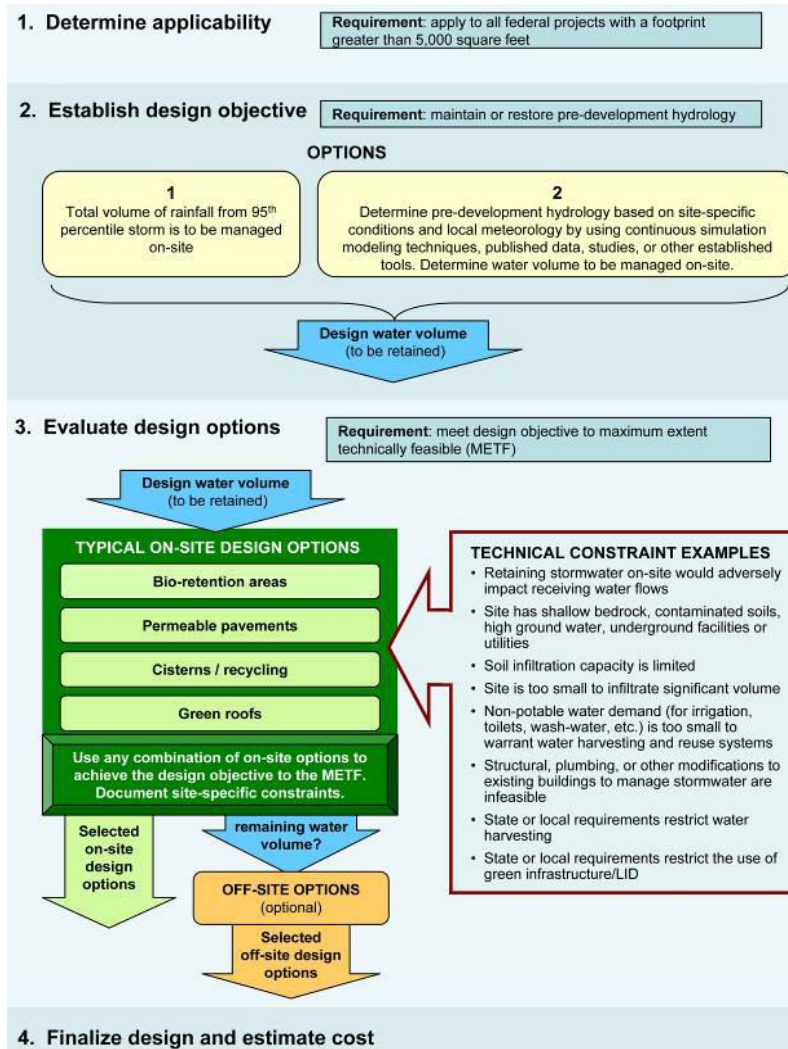 1. Determine applicability
Requirement: apply to all federal projects with a footprint
greater than 5,000 square feet
2. Establish design objective
Requirement: maintain or restore pre-development hydrology
OPTIONS
1
Total volume of rainfall from 95th
percentile storm is to be managed
on-site
2
Determine pre-development hydrology based on site-specific
conditions and local meteorology by using continuous simulation
modeling techniques, published data, studies, or other established
tools. Determine water volume to be managed on-site.
Design water volume
(to be retained)
3. Evaluate design options
Requirement: meet design objective to maximum extent
technically feasible (METF)
Design water volume
(to be retained)
TYPICAL ON-SITE DESIGN OPTIONS
Bio-retention areas
Permeable pavements
Cisterns / recycling
Green roofs
Use any combination of on-site options to
achieve the design objective to the METF.
Document site-specific constraints.
TECHNICAL CONSTRAINT EXAMPLES
• Retaining stormwater on-site would adversely
impact receiving water flows
• Site has shallow bedrock, contaminated soils,
high ground water, underground facilities or
utilities
• Soil infiltration capacity is limited
• Site is too small to infiltrate significant volume
• Non-potable water demand (for irrigation,
toilets, wash-water, etc.) is too small to
warrant water harvesting and reuse systems
• Structural, plumbing, or other modifications to
existing buildings to manage stormwater are
infeasible
• State or local requirements restrict water
harvesting
• State or local requirements restrict the use of
green infrastructure/LID
Selected
on-site
design
options
remaining water
volume?
OFF-SITE OPTIONS
(optional)
Selected
off-site design
options
4. Finalize design and estimate cost